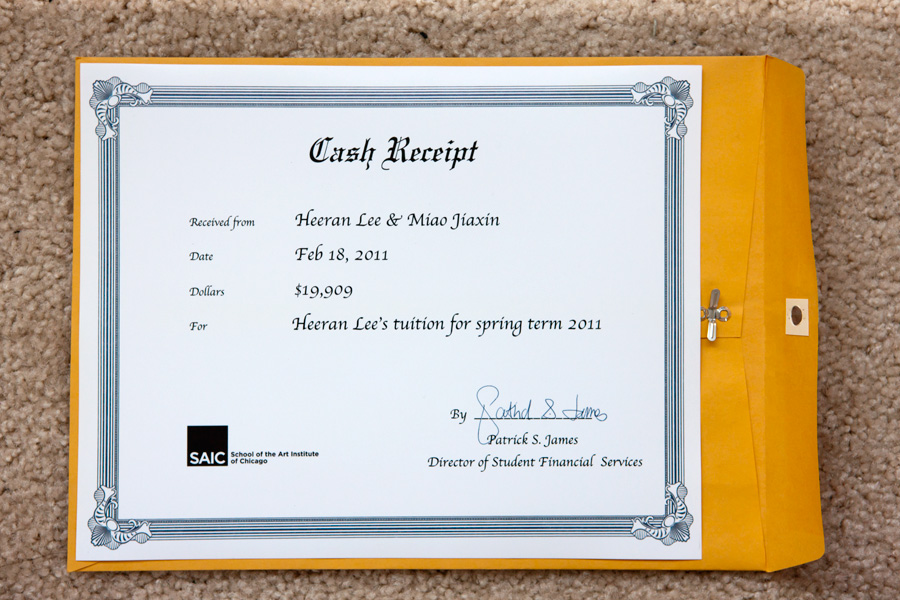 Cash Receipt
Received from Heeran Lee & Miao Jiaxin
Date Feb 18, 2011
Dollars $19,909
For Heeran Lee's tuition for spring term 2011
By Patrick S. James
Patrick S. James
Director of Student Financial Services
SAIC School of the Art Institute
of Chicago